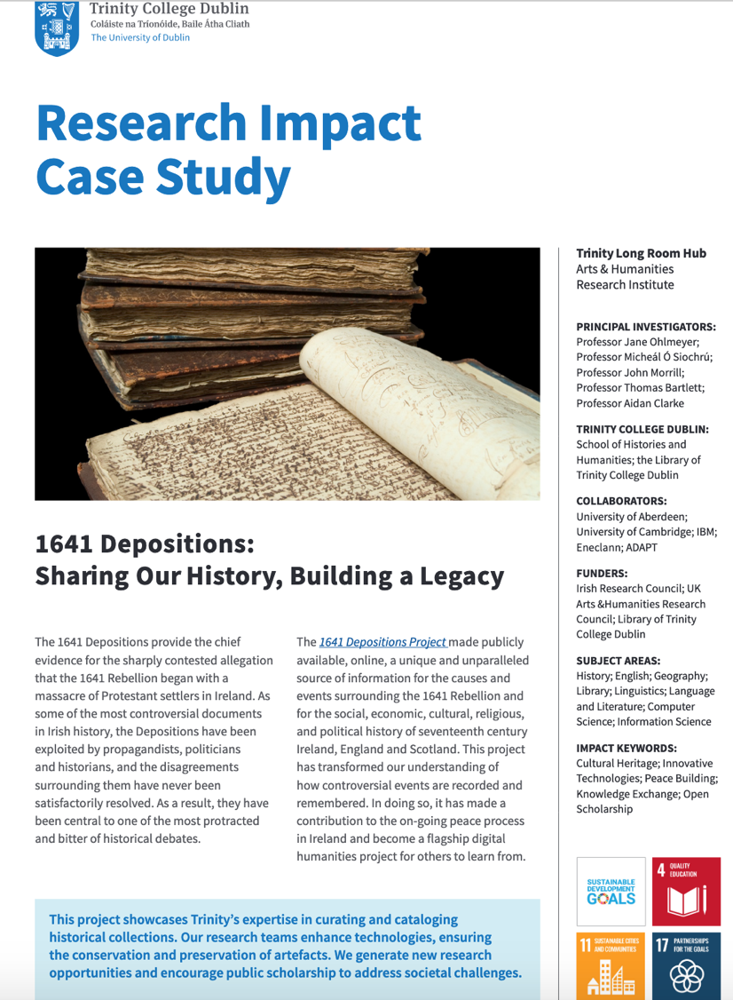 Trinity College Dublin
Coláiste na Tríonóide, Baile Átha Cliath
The University of Dublin
Research Impact
Case Study
1641 Depositions:
Sharing Our History, Building a Legacy
The 1641 Depositions provide the chief
evidence for the sharply contested allegation
that the 1641 Rebellion began with a
massacre of Protestant settlers in Ireland. As
some of the most controversial documents
in Irish history, the Depositions have been
exploited by propagandists, politicians
and historians, and the disagreements
surrounding them have never been
satisfactorily resolved. As a result, they have
been central to one of the most protracted
and bitter of historical debates.
The 1641 Depositions Project made publicly
available, online, a unique and unparalleled
source of information for the causes and
events surrounding the 1641 Rebellion and
for the social, economic, cultural, religious,
and political history of seventeenth century
Ireland, England and Scotland. This project
has transformed our understanding of
how controversial events are recorded and
remembered. In doing so, it has made a
contribution to the on-going peace process
in Ireland and become a flagship digital
humanities project for others to learn from.
This project showcases Trinity's expertise in curating and cataloging
historical collections. Our research teams enhance technologies, ensuring
the conservation and preservation of artefacts. We generate new research
opportunities and encourage public scholarship to address societal challenges.
Trinity Long Room Hub
Arts & Humanities
Research Institute
PRINCIPAL INVESTIGATORS:
Professor Jane Ohlmeyer;
Professor Micheál Ó Siochrú;
Professor John Morrill;
Professor Thomas Bartlett;
Professor Aidan Clarke
TRINITY COLLEGE DUBLIN:
School of Histories and
Humanities; the Library of
Trinity College Dublin
COLLABORATORS:
University of Aberdeen;
University of Cambridge; IBM;
Eneclann; ADAPT
FUNDERS:
Irish Research Council; UK
Arts &Humanities Research
Council; Library of Trinity
College Dublin
SUBJECT AREAS:
History; English; Geography;
Library; Linguistics; Language
and Literature; Computer
Science; Information Science
IMPACT KEYWORDS:
Cultural Heritage; Innovative
Technologies; Peace Building;
Knowledge Exchange; Open
Scholarship
SUSTAINABLE
DEVELOPMENT
GOALS
4 QUALITY
EDUCATION
11 SUSTAINABLE CITIES
AND COMMUNITIES
17 PARTNERSHIPS
FOR THE GOALS